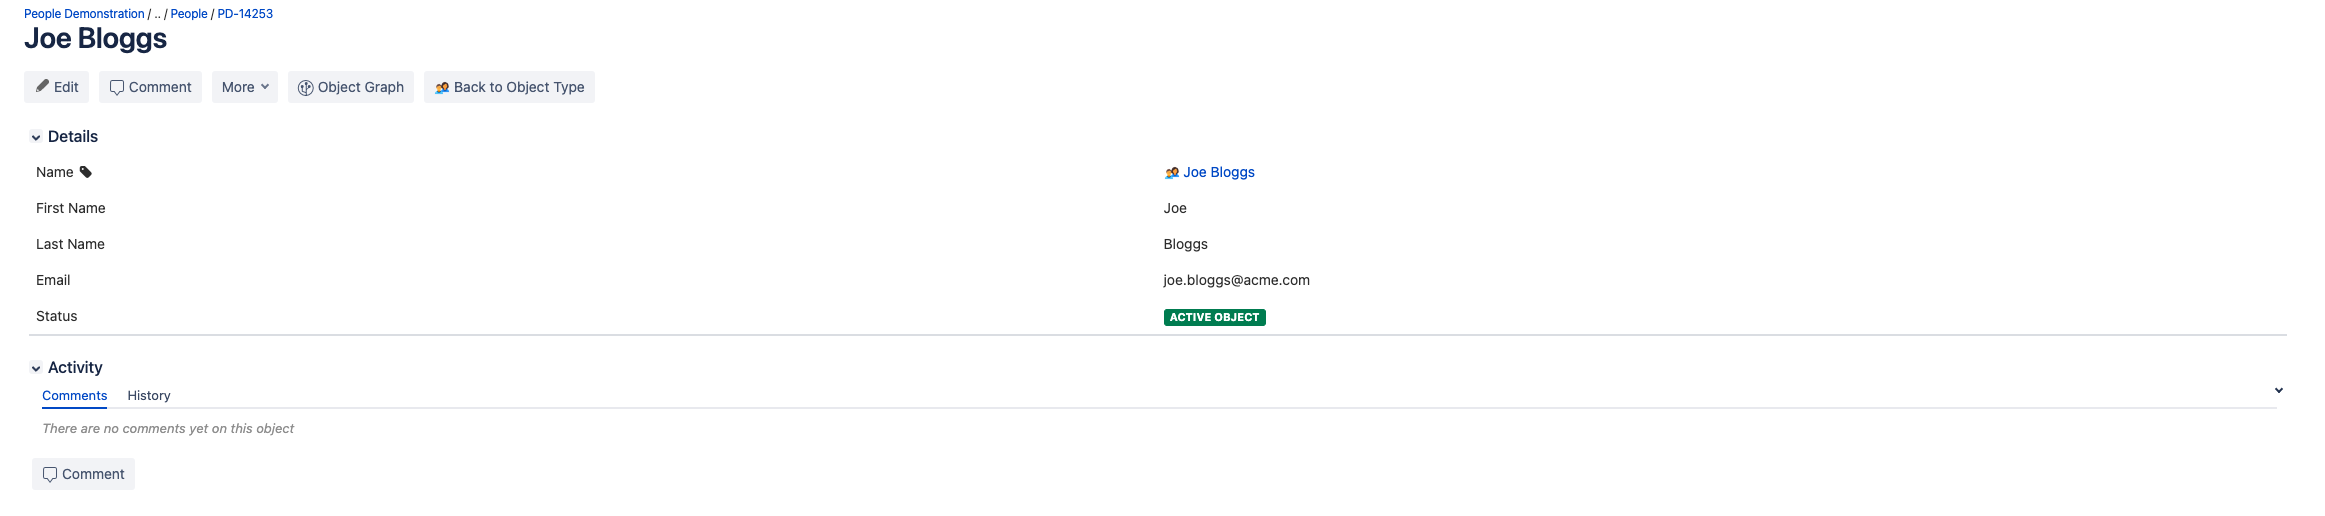 People Demonstration / .. / People / PD-14253
Joe Bloggs
Edit Comment More Object Graph Back to Object Type
Details
Name Joe Bloggs
First Name Joe
Last Name Bloggs
Email joe.bloggs@acme.com
Status ACTIVE OBJECT
Activity
Comments History
There are no comments yet on this object
Comment